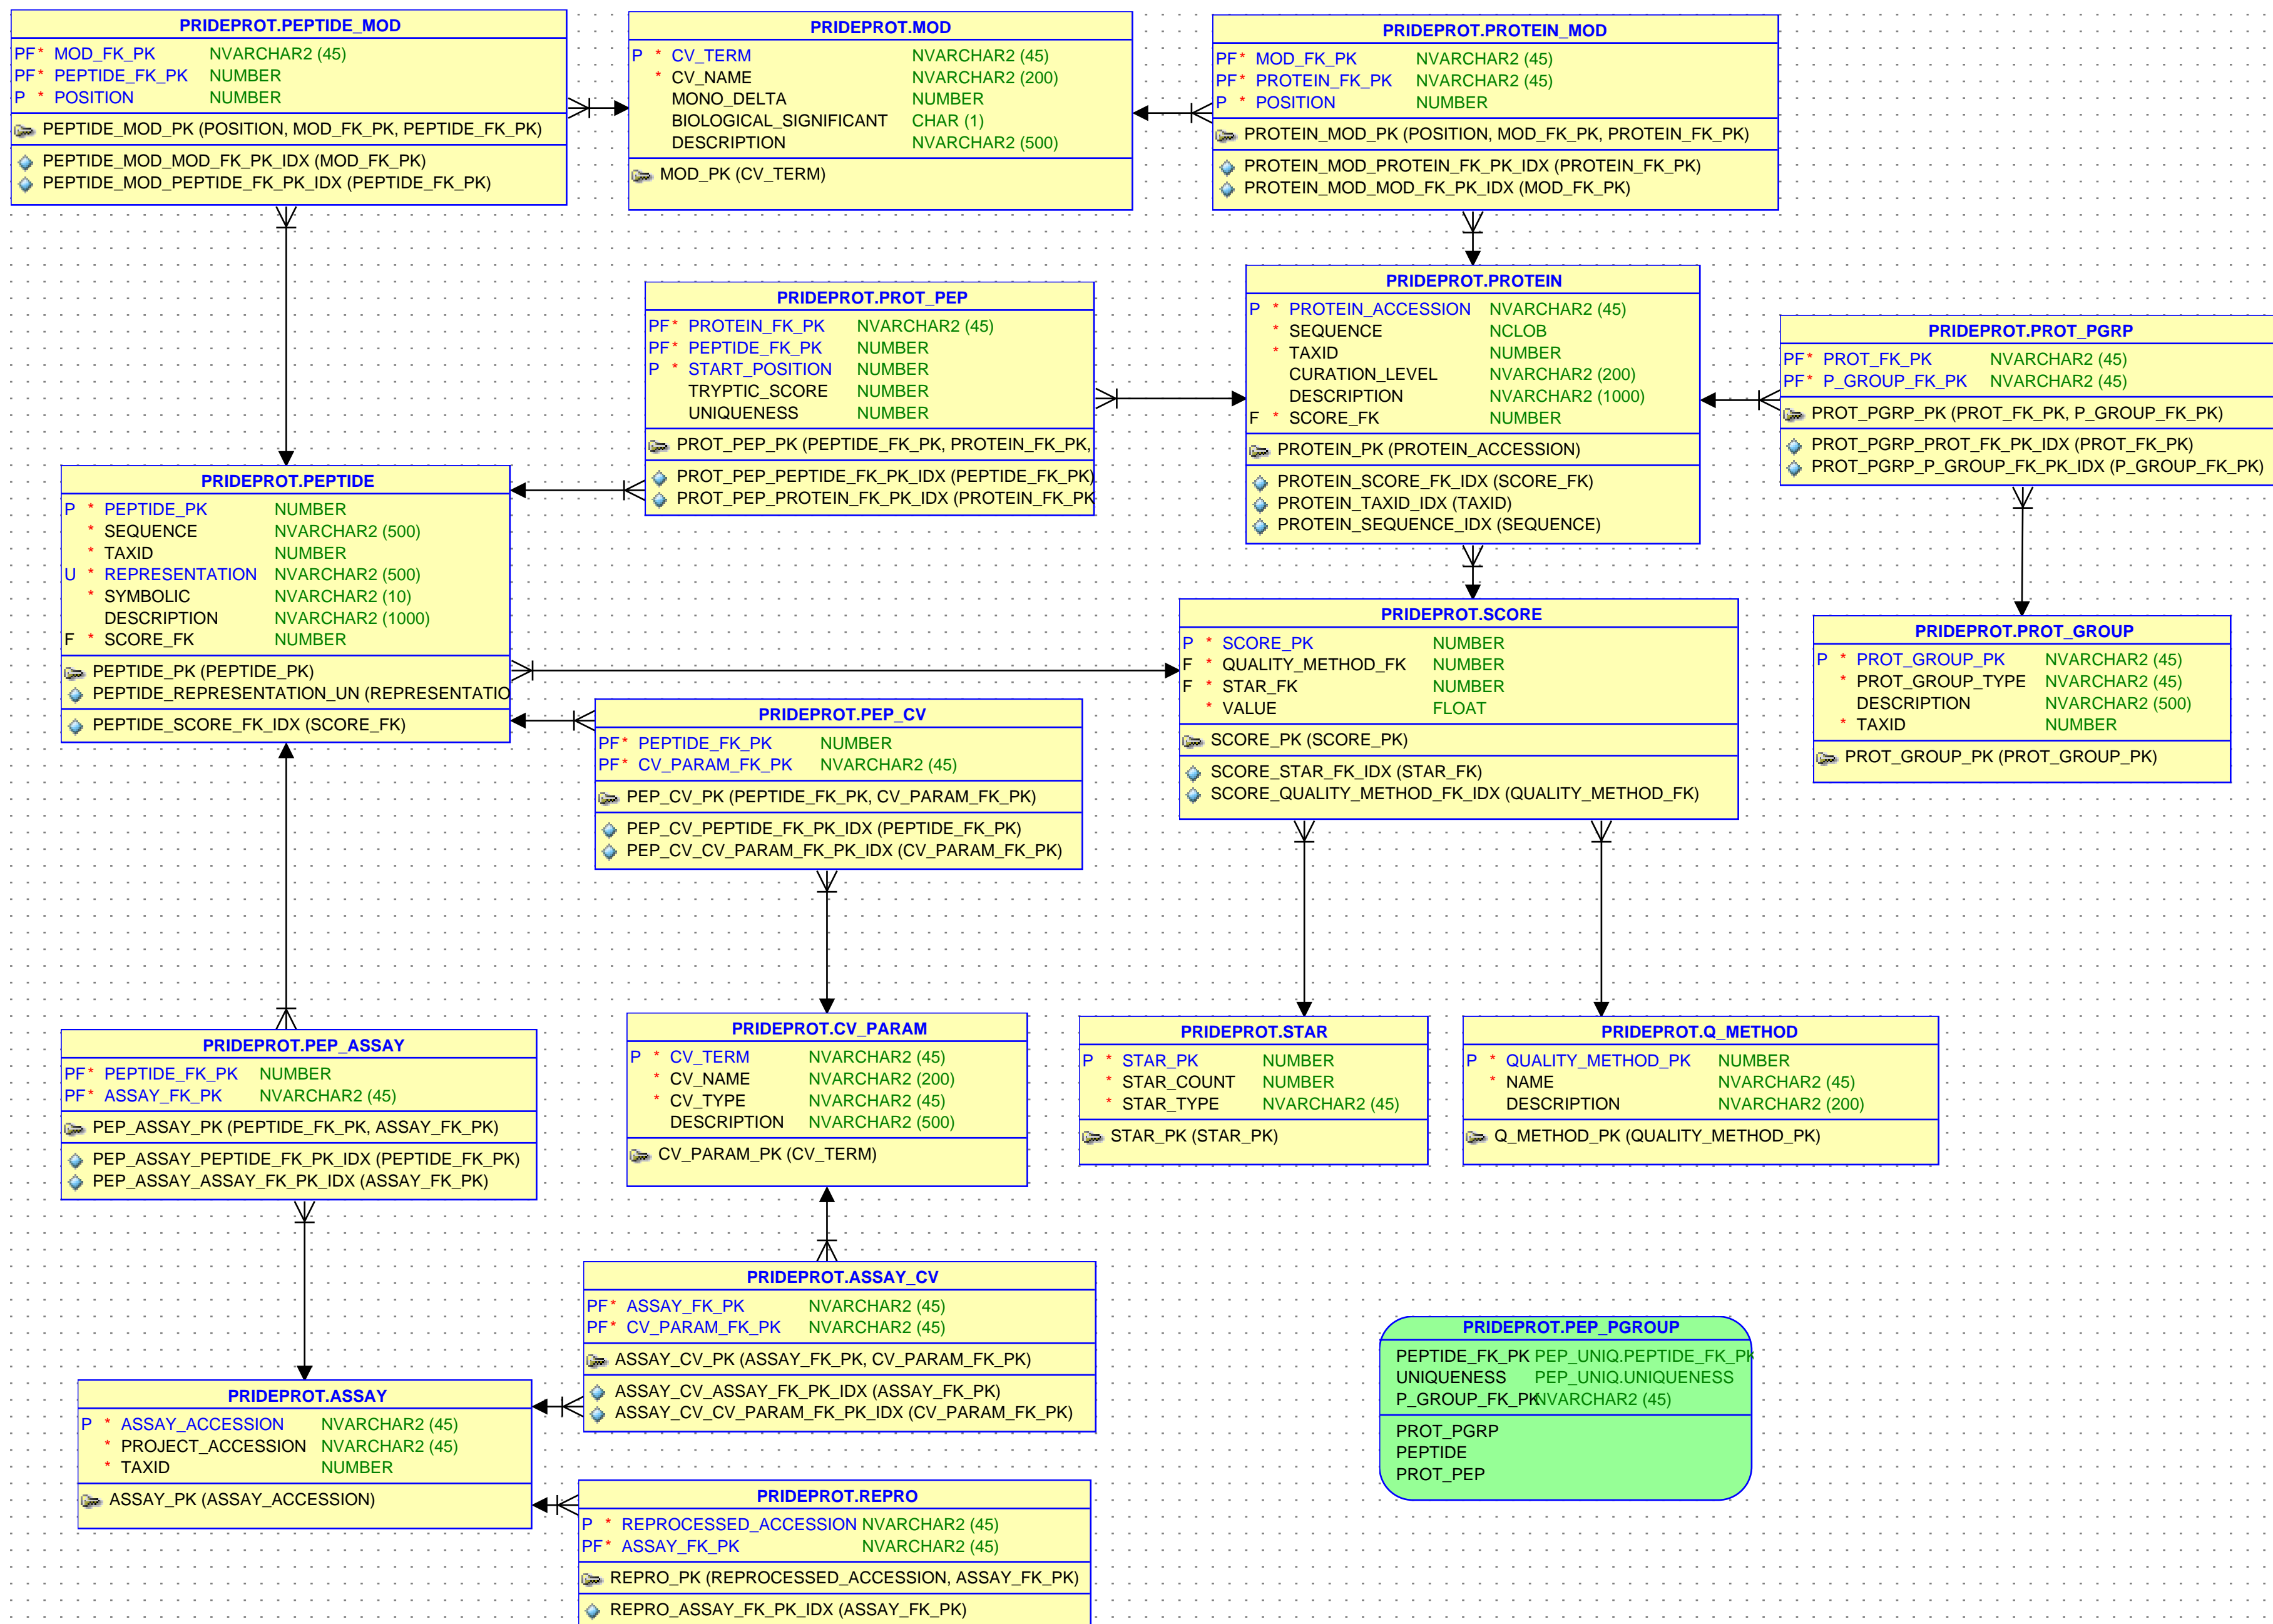 PRIDEPROT.PEPTIDE_MOD
PF* MOD_FK_PK NVARCHAR2 (45)
PF* PEPTIDE_FK_PK NUMBER
P * POSITION NUMBER
PEPTIDE_MOD_PK (POSITION, MOD_FK_PK, PEPTIDE_FK_PK)
PEPTIDE_MOD_MOD_FK_PK_IDX (MOD_FK_PK)
PEPTIDE_MOD_PEPTIDE_FK_PK_IDX (PEPTIDE_FK_PK)
PRIDEPROT.MOD
P * CV_TERM NVARCHAR2 (45)
* CV_NAME NVARCHAR2 (200)
MONO_DELTA NUMBER
BIOLOGICAL_SIGNIFICANT CHAR (1)
DESCRIPTION NVARCHAR2 (500)
MOD_PK (CV_TERM)
PRIDEPROT.PROTEIN_MOD
PF* MOD_FK_PK NVARCHAR2 (45)
PF* PROTEIN_FK_PK NVARCHAR2 (45)
P * POSITION NUMBER
PROTEIN_MOD_PK (POSITION, MOD_FK_PK, PROTEIN_FK_PK)
PROTEIN_MOD_PROTEIN_FK_PK_IDX (PROTEIN_FK_PK)
PROTEIN_MOD_MOD_FK_PK_IDX (MOD_FK_PK)
PRIDEPROT.PROT_PEP
PF* PROTEIN_FK_PK NVARCHAR2 (45)
PF* PEPTIDE_FK_PK NUMBER
P * START_POSITION NUMBER
TRYPTIC_SCORE NUMBER
UNIQUENESS NUMBER
PROT_PEP_PK (PEPTIDE_FK_PK, PROTEIN_FK_PK,
PROT_PEP_PEPTIDE_FK_PK_IDX (PEPTIDE_FK_PK)
PROT_PEP_PROTEIN_FK_PK_IDX (PROTEIN_FK_PK
PRIDEPROT.PROTEIN
P * PROTEIN_ACCESSION NVARCHAR2 (45)
* SEQUENCE NCLOB
* TAXID NUMBER
CURATION_LEVEL NVARCHAR2 (200)
DESCRIPTION NVARCHAR2 (1000)
F * SCORE_FK NUMBER
PROTEIN_PK (PROTEIN_ACCESSION)
PROTEIN_SCORE_FK_IDX (SCORE_FK)
PROTEIN_TAXID_IDX (TAXID)
PROTEIN_SEQUENCE_IDX (SEQUENCE)
PRIDEPROT.PROT_PGRP
PF* PROT_FK_PK NVARCHAR2 (45)
PF* P_GROUP_FK_PK NVARCHAR2 (45)
PROT_PGRP_PK (PROT_FK_PK, P_GROUP_FK_PK)
PROT_PGRP_PROT_FK_PK_IDX (PROT_FK_PK)
PROT_PGRP_P_GROUP_FK_PK_IDX (P_GROUP_FK_PK)
PRIDEPROT.PEPTIDE
P * PEPTIDE_PK NUMBER
* SEQUENCE NVARCHAR2 (500)
* TAXID NUMBER
U * REPRESENTATION NVARCHAR2 (500)
* SYMBOLIC NVARCHAR2 (10)
DESCRIPTION NVARCHAR2 (1000)
F * SCORE_FK NUMBER
PEPTIDE_PK (PEPTIDE_PK)
PEPTIDE_REPRESENTATION_UN (REPRESENTATIO
PEPTIDE_SCORE_FK_IDX (SCORE_FK)
PRIDEPROT.SCORE
P * SCORE_PK NUMBER
F * QUALITY_METHOD_FK NUMBER
F * STAR_FK NUMBER
* VALUE FLOAT
SCORE_PK (SCORE_PK)
SCORE_STAR_FK_IDX (STAR_FK)
SCORE_QUALITY_METHOD_FK_IDX (QUALITY_METHOD_FK)
PRIDEPROT.PROT_GROUP
P * PROT_GROUP_PK NVARCHAR2 (45)
* PROT_GROUP_TYPE NVARCHAR2 (45)
DESCRIPTION NVARCHAR2 (500)
* TAXID NUMBER
PROT_GROUP_PK (PROT_GROUP_PK)
PRIDEPROT.PEP_CV
PF* PEPTIDE_FK_PK NUMBER
PF* CV_PARAM_FK_PK NVARCHAR2 (45)
PEP_CV_PK (PEPTIDE_FK_PK, CV_PARAM_FK_PK)
PEP_CV_PEPTIDE_FK_PK_IDX (PEPTIDE_FK_PK)
PEP_CV_CV_PARAM_FK_PK_IDX (CV_PARAM_FK_PK)
PRIDEPROT.PEP_ASSAY
PF* PEPTIDE_FK_PK NUMBER
PF* ASSAY_FK_PK NVARCHAR2 (45)
PEP_ASSAY_PK (PEPTIDE_FK_PK, ASSAY_FK_PK)
PEP_ASSAY_PEPTIDE_FK_PK_IDX (PEPTIDE_FK_PK)
PEP_ASSAY_ASSAY_FK_PK_IDX (ASSAY_FK_PK)
PRIDEPROT.CV_PARAM
P * CV_TERM NVARCHAR2 (45)
* CV_NAME NVARCHAR2 (200)
* CV_TYPE NVARCHAR2 (45)
DESCRIPTION NVARCHAR2 (500)
CV_PARAM_PK (CV_TERM)
PRIDEPROT.STAR
P * STAR_PK NUMBER
* STAR_COUNT NUMBER
* STAR_TYPE NVARCHAR2 (45)
STAR_PK (STAR_PK)
PRIDEPROT.Q_METHOD
P * QUALITY_METHOD_PK NUMBER
* NAME NVARCHAR2 (45)
DESCRIPTION NVARCHAR2 (200)
Q_METHOD_PK (QUALITY_METHOD_PK)
PRIDEPROT.ASSAY_CV
PF* ASSAY_FK_PK NVARCHAR2 (45)
PF* CV_PARAM_FK_PK NVARCHAR2 (45)
ASSAY_CV_PK (ASSAY_FK_PK, CV_PARAM_FK_PK)
ASSAY_CV_ASSAY_FK_PK_IDX (ASSAY_FK_PK)
ASSAY_CV_CV_PARAM_FK_PK_IDX (CV_PARAM_FK_PK)
PRIDEPROT.PEP_PGROUP
PEPTIDE_FK_PK PEP_UNIQ.PEPTIDE_FK_PK
UNIQUENESS PEP_UNIQ.UNIQUENESS
P_GROUP_FK_PK NVARCHAR2 (45)
PROT_PGRP
PEPTIDE
PROT_PEP
PRIDEPROT.ASSAY
P * ASSAY_ACCESSION NVARCHAR2 (45)
* PROJECT_ACCESSION NVARCHAR2 (45)
* TAXID NUMBER
ASSAY_PK (ASSAY_ACCESSION)
PRIDEPROT.REPRO
P * REPROCESSED_ACCESSION NVARCHAR2 (45)
PF* ASSAY_FK_PK NVARCHAR2 (45)
REPRO_PK (REPROCESSED_ACCESSION, ASSAY_FK_PK)
REPRO_ASSAY_FK_PK_IDX (ASSAY_FK_PK)